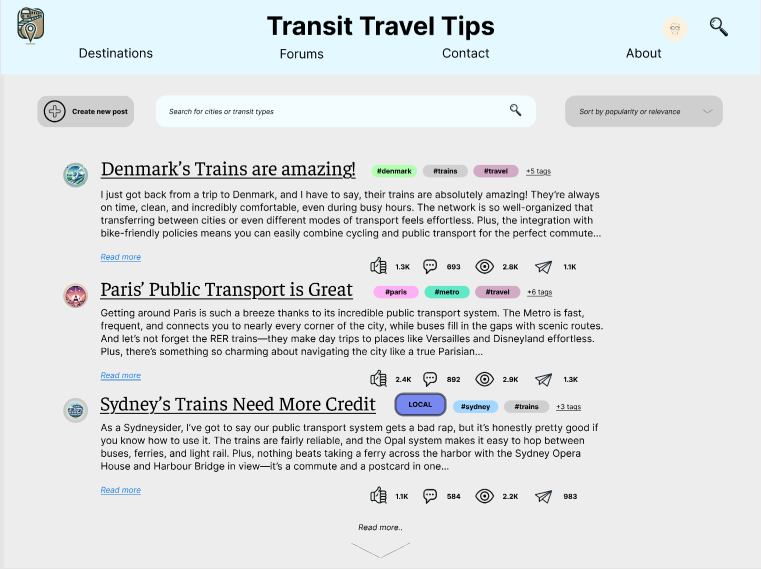 Transit Travel Tips
Destinations Forums Contact About
Create new post
Search for cities or transit types
Sort by popularity or relevance
Denmark’s Trains are amazing! #denmark #trains #travel +5 tags
I just got back from a trip to Denmark, and I have to say, their trains are absolutely amazing! They’re always
on time, clean, and incredibly comfortable, even during busy hours. The network is so well-organized that
transferring between cities or even different modes of transport feels effortless. Plus, the integration with
bike-friendly policies means you can easily combine cycling and public transport for the perfect commute...
Read more
1.3K 693 2.8K 1.1K
Paris’ Public Transport is Great #paris #metro #travel +6 tags
Getting around Paris is such a breeze thanks to its incredible public transport system. The Metro is fast,
frequent, and connects you to nearly every corner of the city, while buses fill in the gaps with scenic routes.
And let’s not forget the RER trains—they make day trips to places like Versailles and Disneyland effortless.
Plus, there’s something so charming about navigating the city like a true Parisian...
Read more
2.4K 892 2.9K 1.3K
Sydney’s Trains Need More Credit LOCAL #sydney #trains +3 tags
As a Sydneysider, I’ve got to say our public transport system gets a bad rap, but it’s honestly pretty good if
you know how to use it. The trains are fairly reliable, and the Opal system makes it easy to hop between
buses, ferries, and light rail. Plus, nothing beats taking a ferry across the harbor with the Sydney Opera
House and Harbour Bridge in view—it’s a commute and a postcard in one...
Read more
1.1K 584 2.2K 983
Read more..